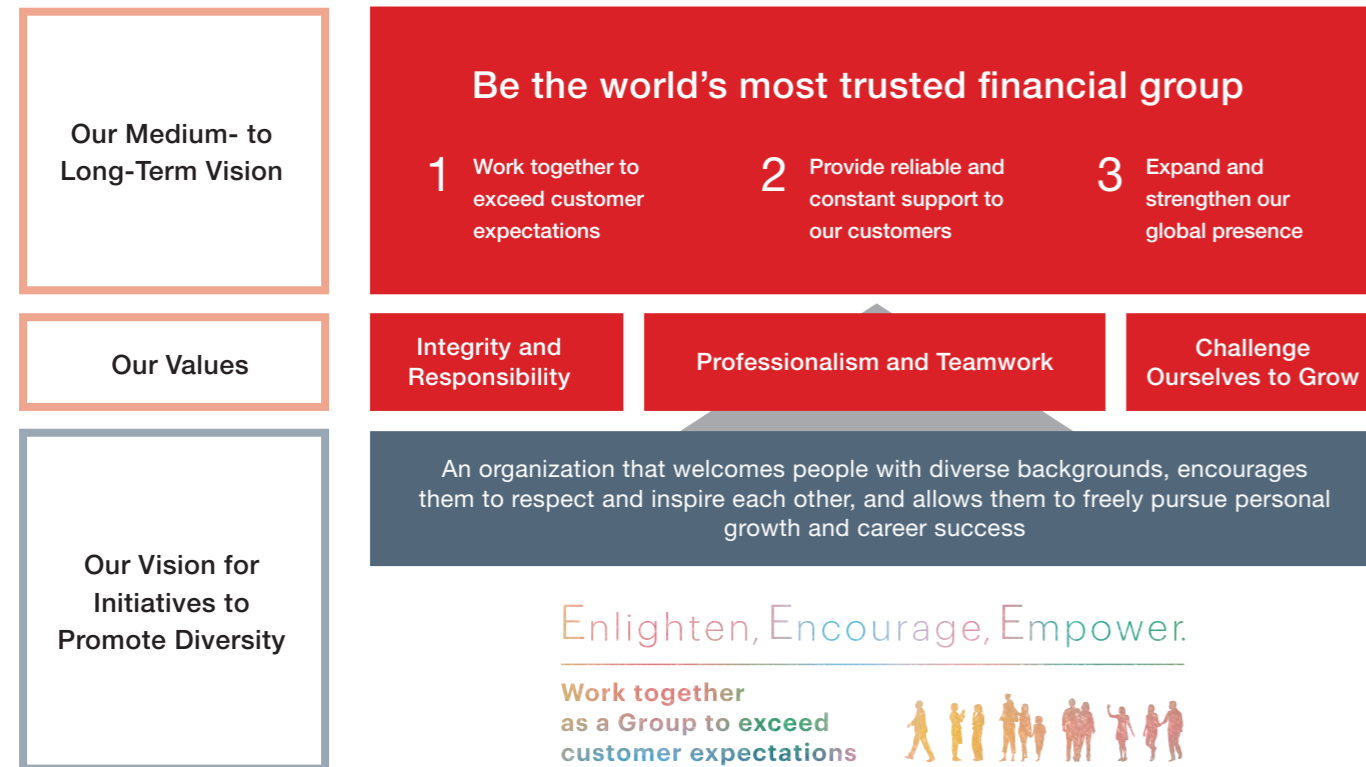 Our Medium- to
Long-Term Vision
Be the world’s most trusted financial group
1
Work together to
exceed customer
expectations
2
Provide reliable and
constant support to
our customers
3
Expand and
strengthen our
global presence
Our Values
Integrity and
Responsibility
Professionalism and Teamwork
Challenge
Ourselves to Grow
Our Vision for
Initiatives to
Promote Diversity
An organization that welcomes people with diverse backgrounds, encourages
them to respect and inspire each other, and allows them to freely pursue personal
growth and career success
Enlighten, Encourage, Empower.
Work together
as a Group to exceed
customer expectations